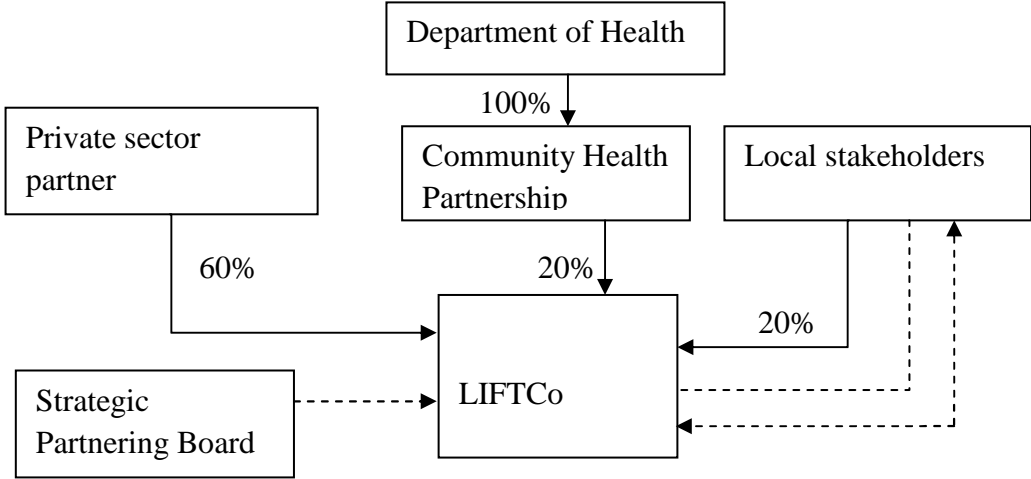 Department of Health
100%
Private sector
partner
Community Health
Partnership
Local stakeholders
60%
20%
20%
LIFTCo
Strategic
Partnering Board